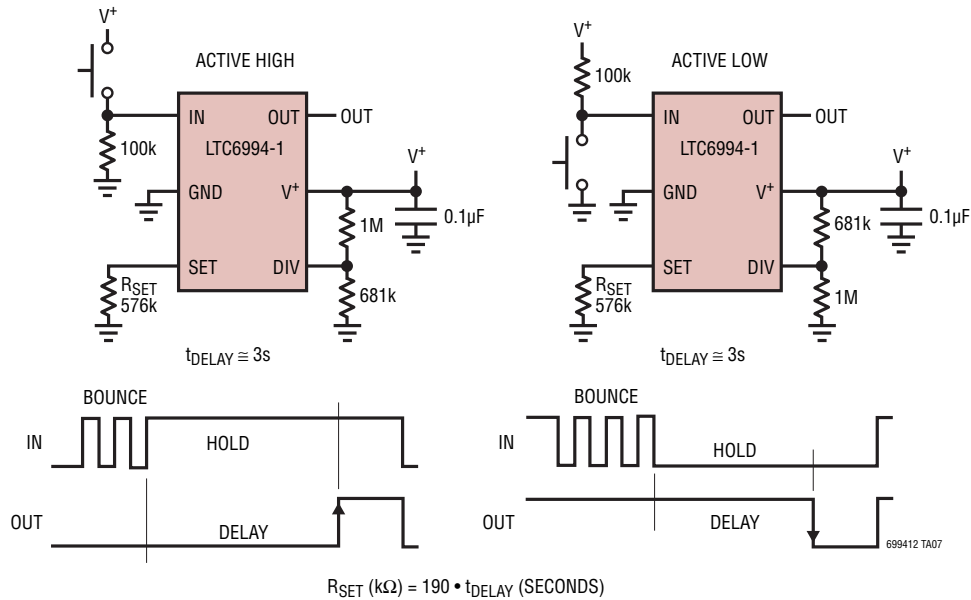 V+
ACTIVE HIGH
IN
OUT
OUT
100k
LTC6994-1
V+
GND
V+
1M
0.1µF
SET
DIV
RSET
576k
681k
tDELAY ≅ 3s
V+
100k
ACTIVE LOW
IN
OUT
OUT
LTC6994-1
V+
GND
V+
681k
0.1µF
SET
DIV
RSET
576k
1M
tDELAY ≅ 3s
BOUNCE
IN
HOLD
OUT
DELAY
BOUNCE
IN
HOLD
OUT
DELAY
699412 TA07
RSET (kΩ) = 190 • tDELAY (SECONDS)